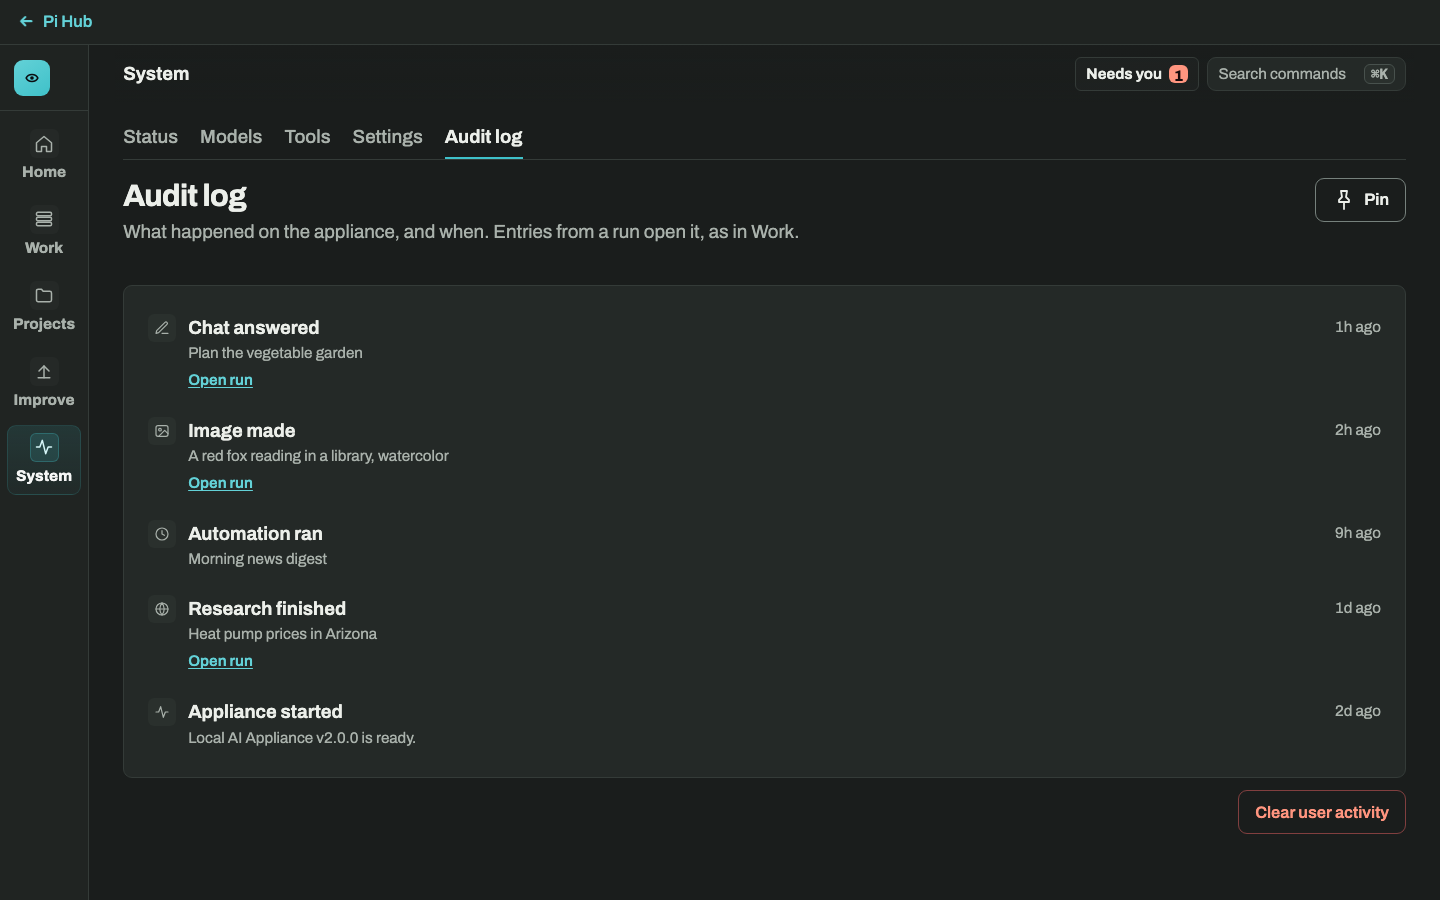 Pi Hub
System
Needs you 1
Search commands ⌘K
Home
Work
Projects
Improve
System
Status
Models
Tools
Settings
Audit log
Audit log
Pin
What happened on the appliance, and when. Entries from a run open it, as in Work.
Chat answered
1h ago
Plan the vegetable garden
Open run
Image made
2h ago
A red fox reading in a library, watercolor
Open run
Automation ran
9h ago
Morning news digest
Research finished
1d ago
Heat pump prices in Arizona
Open run
Appliance started
2d ago
Local AI Appliance v2.0.0 is ready.
Clear user activity